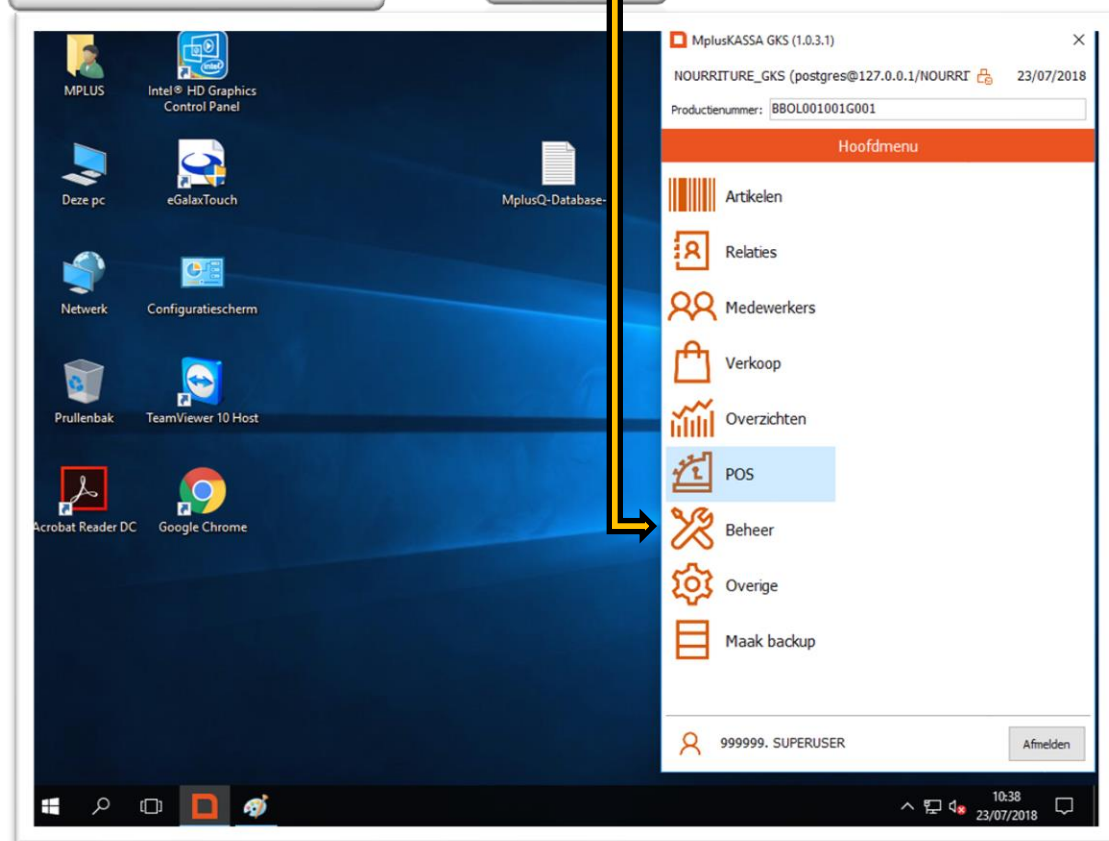 MPLUS
Intel® HD Graphics
Control Panel
Deze pc
eGalaxTouch
MplusQ-Database-
Netwerk
Configuratiescherm
Prullenbak
TeamViewer 10 Host
Acrobat Reader DC
Google Chrome
MplusKASSA GKS (1.0.3.1)
NOURRITURE_GKS (postgres@127.0.0.1/NOURRI 23/07/2018
Productienummer: BBOL001001G001
Hoofdmenu
Artikelen
Relaties
Medewerkers
Verkoop
Overzichten
POS
Beheer
Overige
Maak backup
999999. SUPERUSER
Afmelden
10:38
23/07/2018